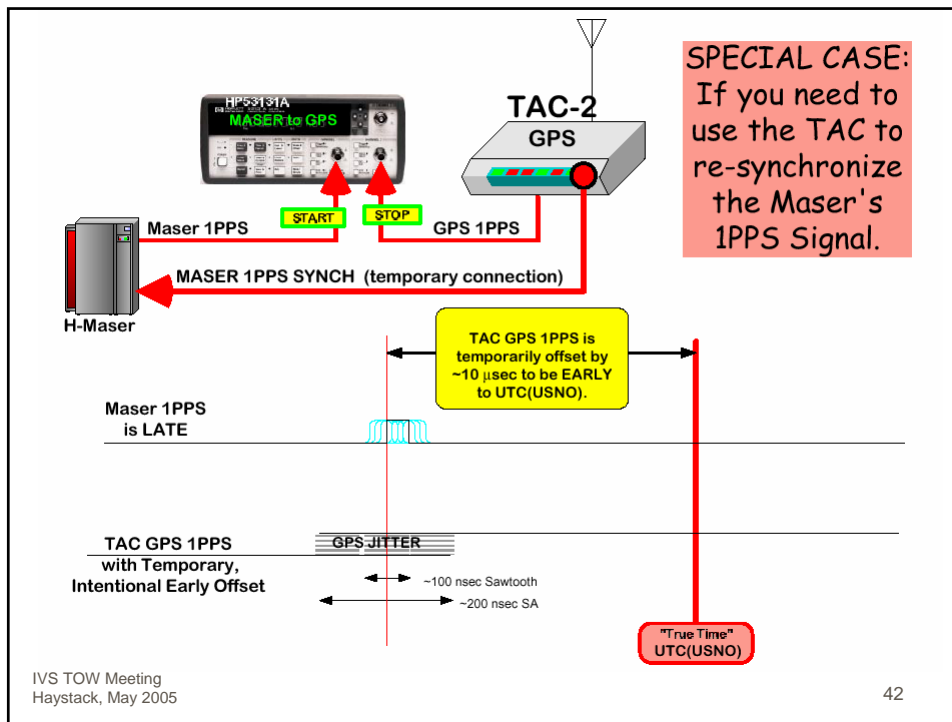 SPECIAL CASE:
If you need to
use the TAC to
re-synchronize
the Maser's
1PPS Signal.
HP53131A
MASER to GPS
TAC-2
GPS
START
STOP
Maser 1PPS
GPS 1PPS
MASER 1PPS SYNCH (temporary connection)
H-Maser
TAC GPS 1PPS is
temporarily offset by
~10 μsec to be EARLY
to UTC(USNO).
Maser 1PPS
is LATE
TAC GPS 1PPS
with Temporary,
Intentional Early Offset
GPS JITTER
~100 nsec Sawtooth
~200 nsec SA
"True Time"
UTC(USNO)
IVS TOW Meeting
Haystack, May 2005
42